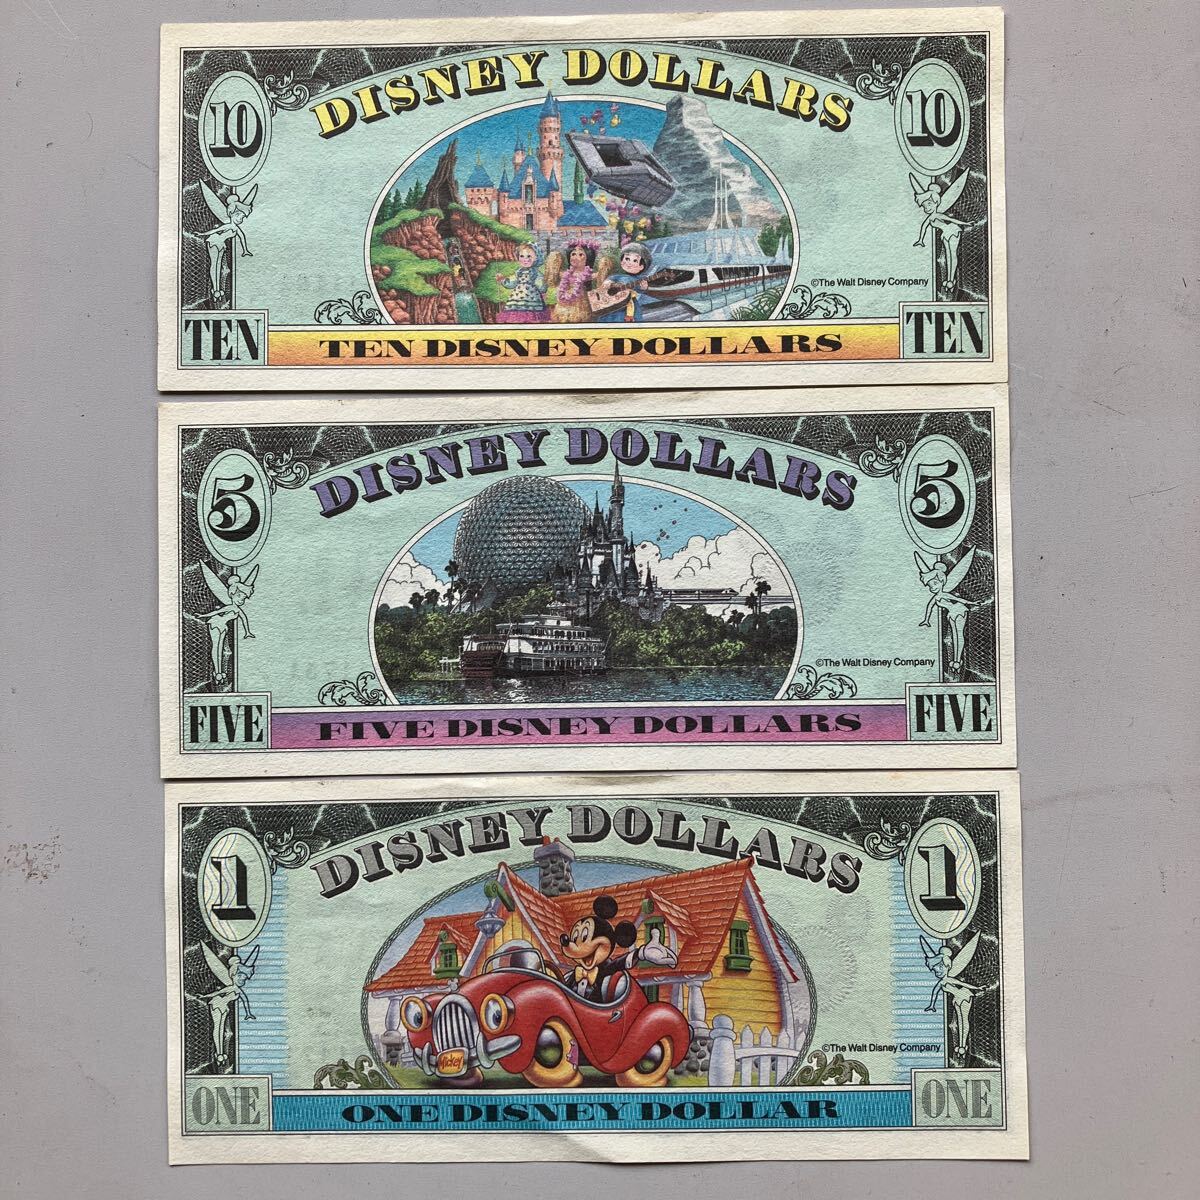 DISNEY DOLLARS
10 10
©The Walt Disney Company
TEN TEN DISNEY DOLLARS TEN
DISNEY DOLLARS
5 5
©The Walt Disney Company
FIVE FIVE DISNEY DOLLARS FIVE
DISNEY DOLLARS
1 1
©The Walt Disney Company
Mickey
ONE ONE DISNEY DOLLAR ONE